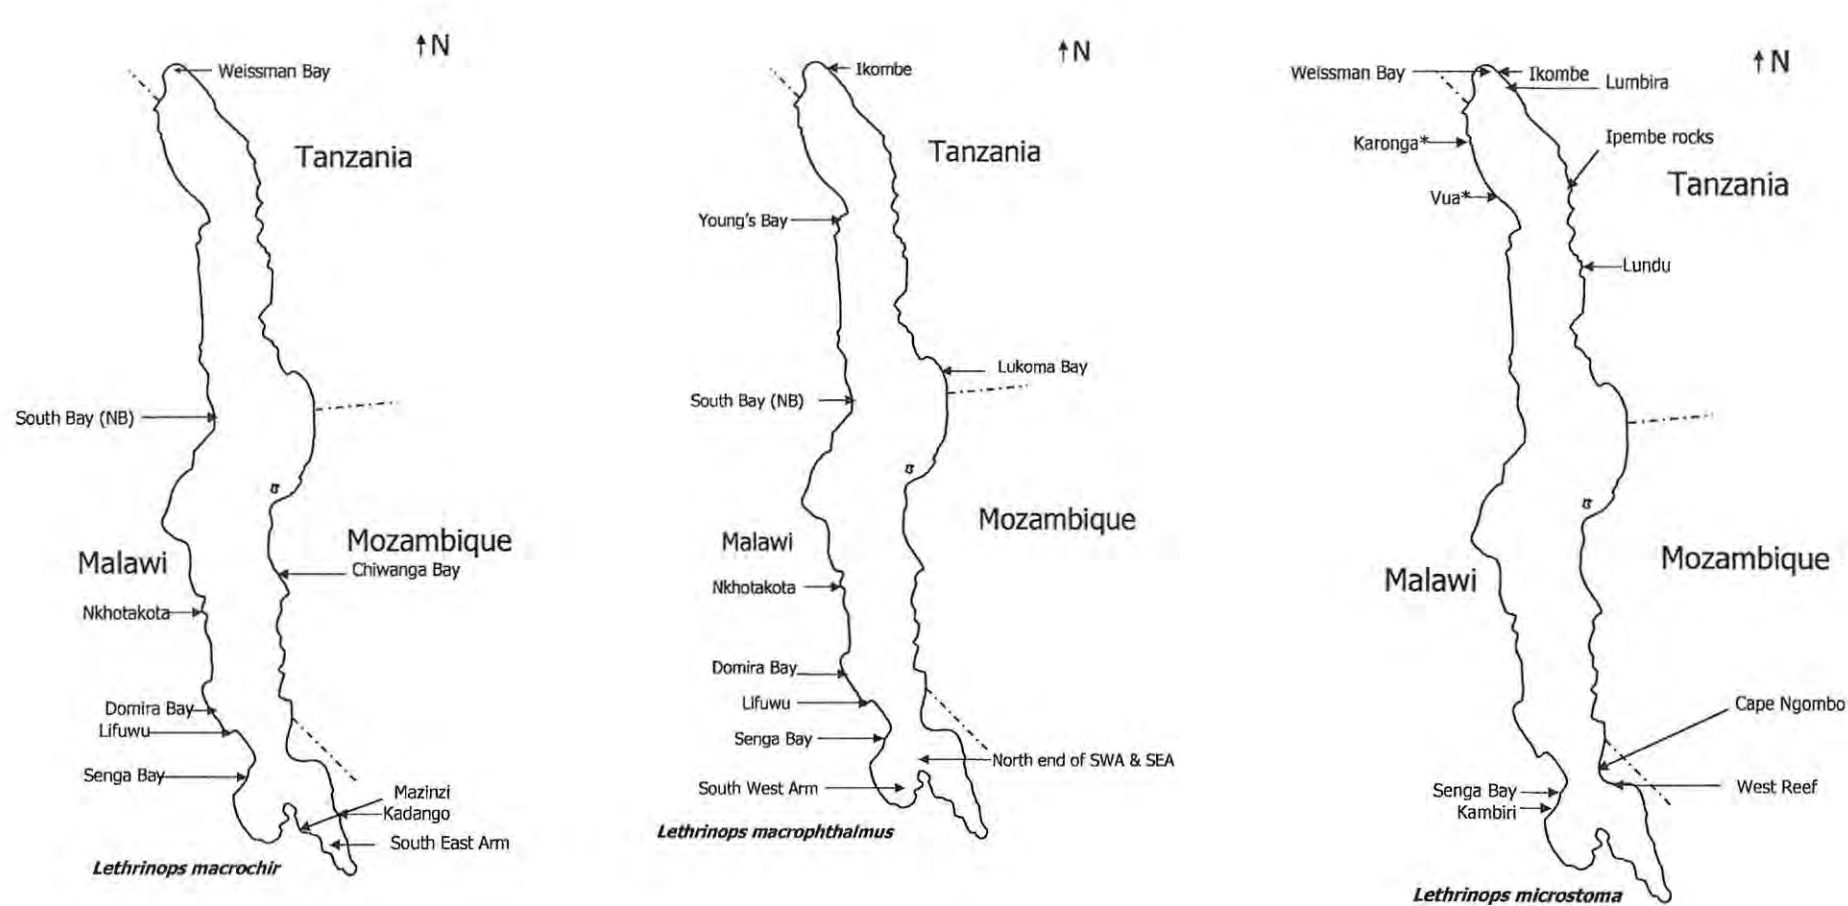 ↑N
Weissman Bay
Tanzania
South Bay (NB)
Malawi
Mozambique
Chiwanga Bay
Nkhotakota
Domira Bay
Lifuwu
Senga Bay
Mazinzi
Kadango
South East Arm
Lethrinops macrochir
↑N
Ikombe
Tanzania
Young's Bay
Lukoma Bay
South Bay (NB)
Mozambique
Malawi
Nkhotakota
Domira Bay
Lifuwu
Senga Bay
North end of SWA & SEA
South West Arm
Lethrinops macrophthalmus
↑N
Weissman Bay
Ikombe
Lumbira
Karonga*
Ipembe rocks
Tanzania
Vua*
Lundu
Mozambique
Malawi
Cape Ngombo
Senga Bay
West Reef
Kambiri
Lethrinops microstoma